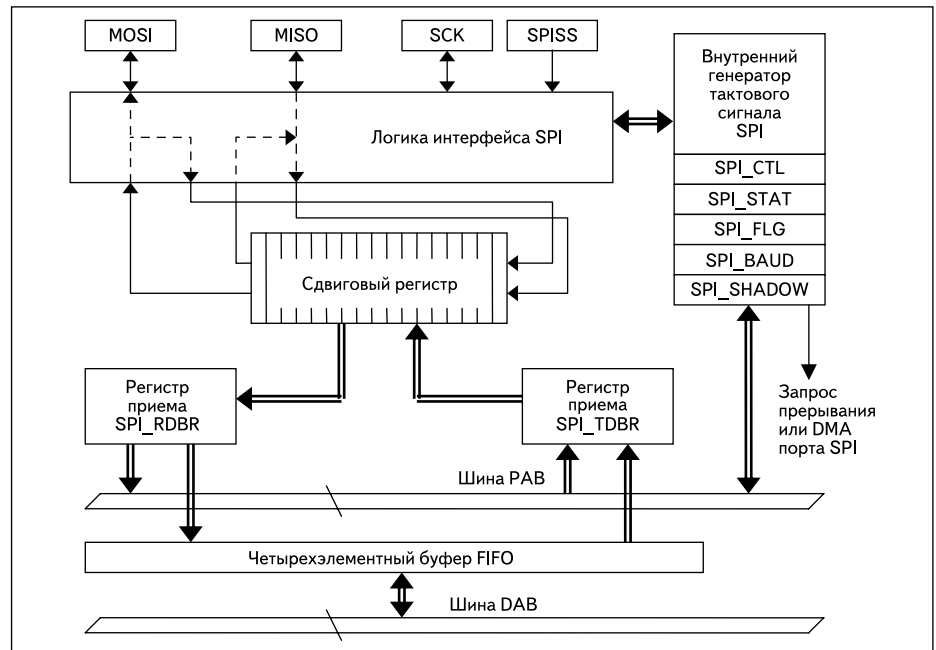 MOSI
MISO
SCK
SPISS
Логика интерфейса SPI
Внутренний
генератор
тактового
сигнала
SPI
SPI_CTL
SPI_STAT
SPI_FLG
SPI_BAUD
SPI_SHADOW
Сдвиговый регистр
Регистр
приема
SPI_RDBR
Регистр
приема
SPI_TDBR
Запрос
прерывания
или DMA
порта SPI
Шина PAB
Четырехэлементный буфер FIFO
Шина DAB